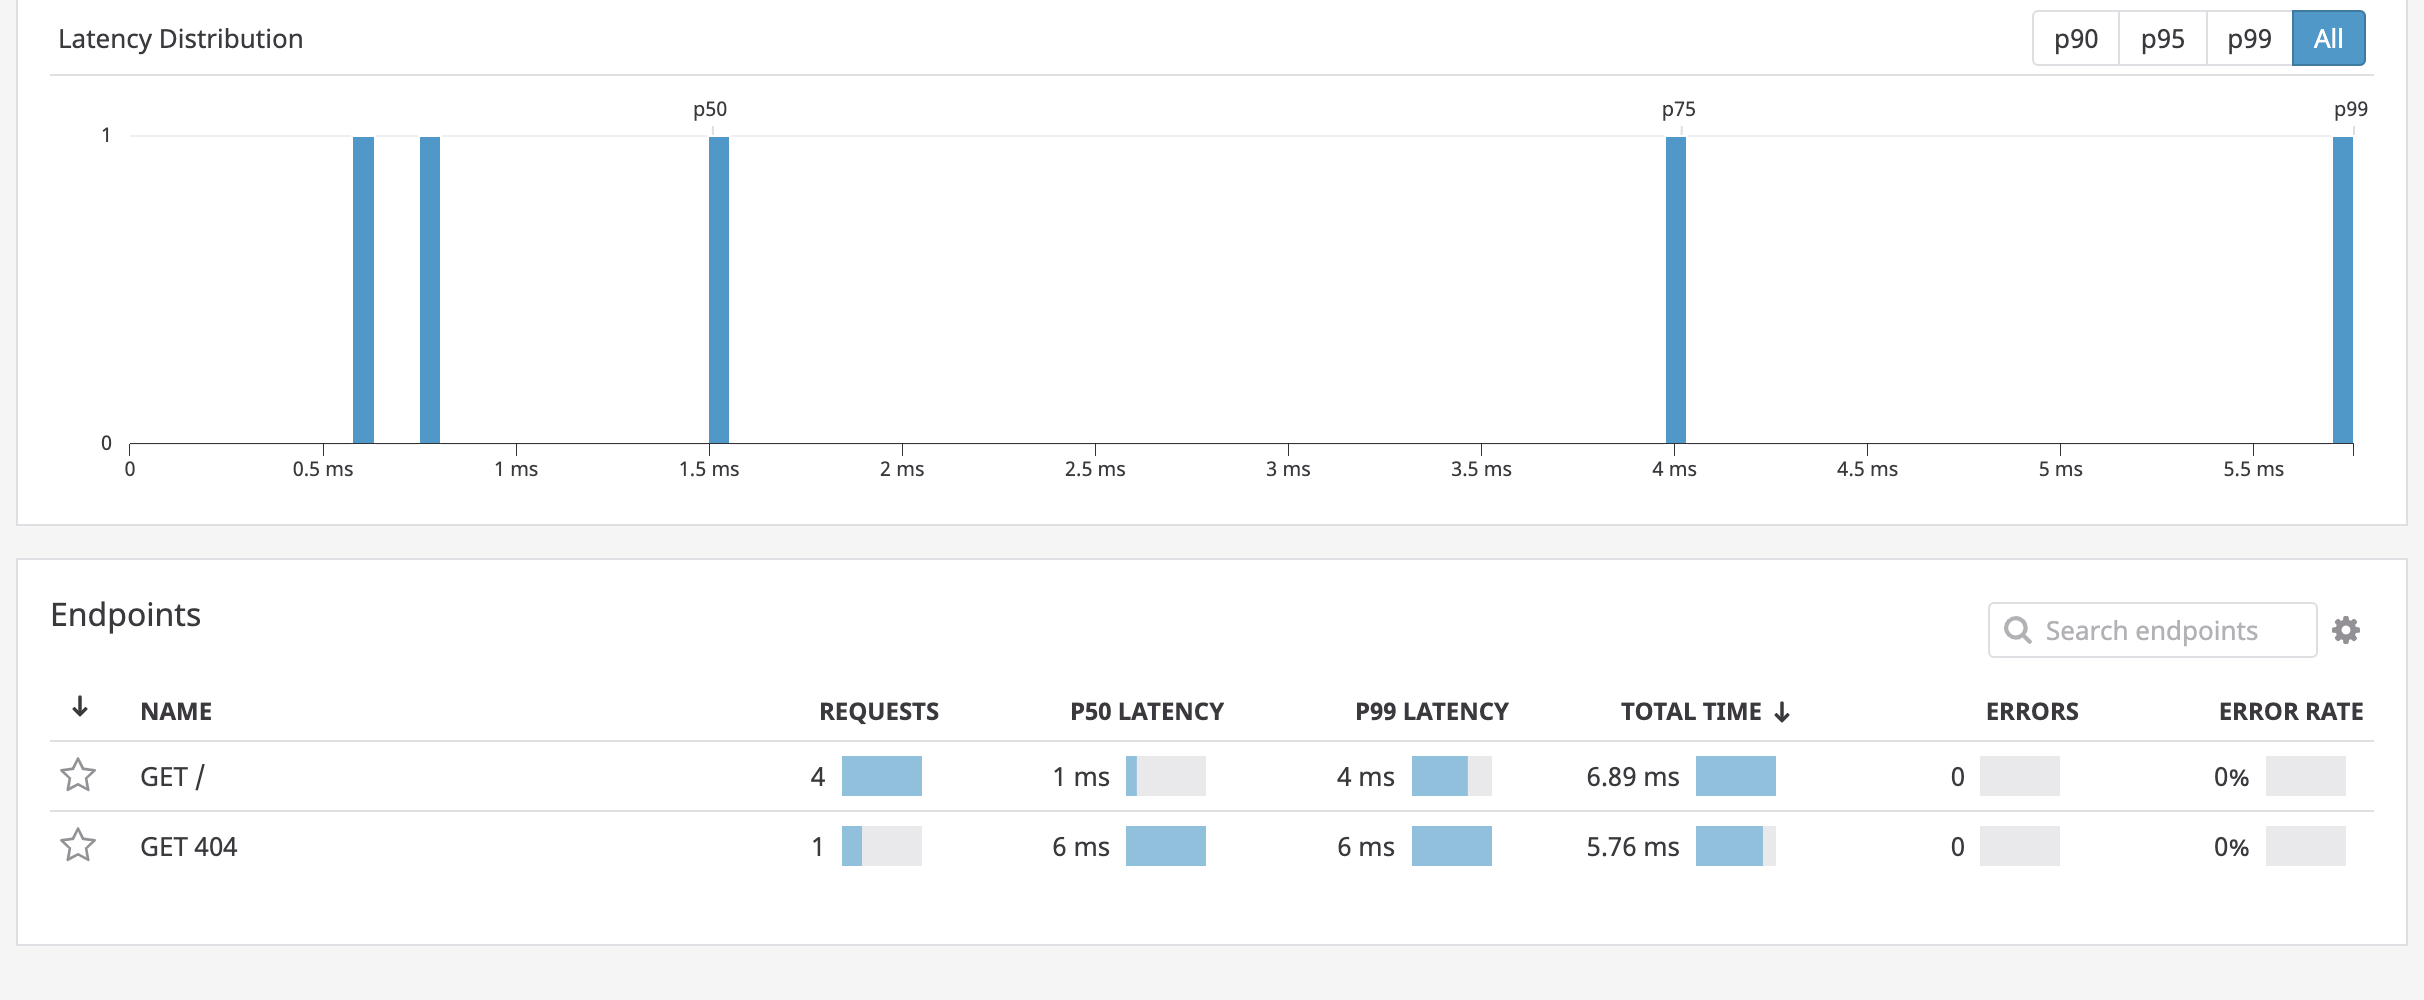 Latency Distribution
p90 p95 p99 All
p50 p75 p99
1
0
0 0.5 ms 1 ms 1.5 ms 2 ms 2.5 ms 3 ms 3.5 ms 4 ms 4.5 ms 5 ms 5.5 ms
Endpoints
Search endpoints
NAME REQUESTS P50 LATENCY P99 LATENCY TOTAL TIME ERRORS ERROR RATE
GET / 4 1 ms 4 ms 6.89 ms 0 0%
GET 404 1 6 ms 6 ms 5.76 ms 0 0%